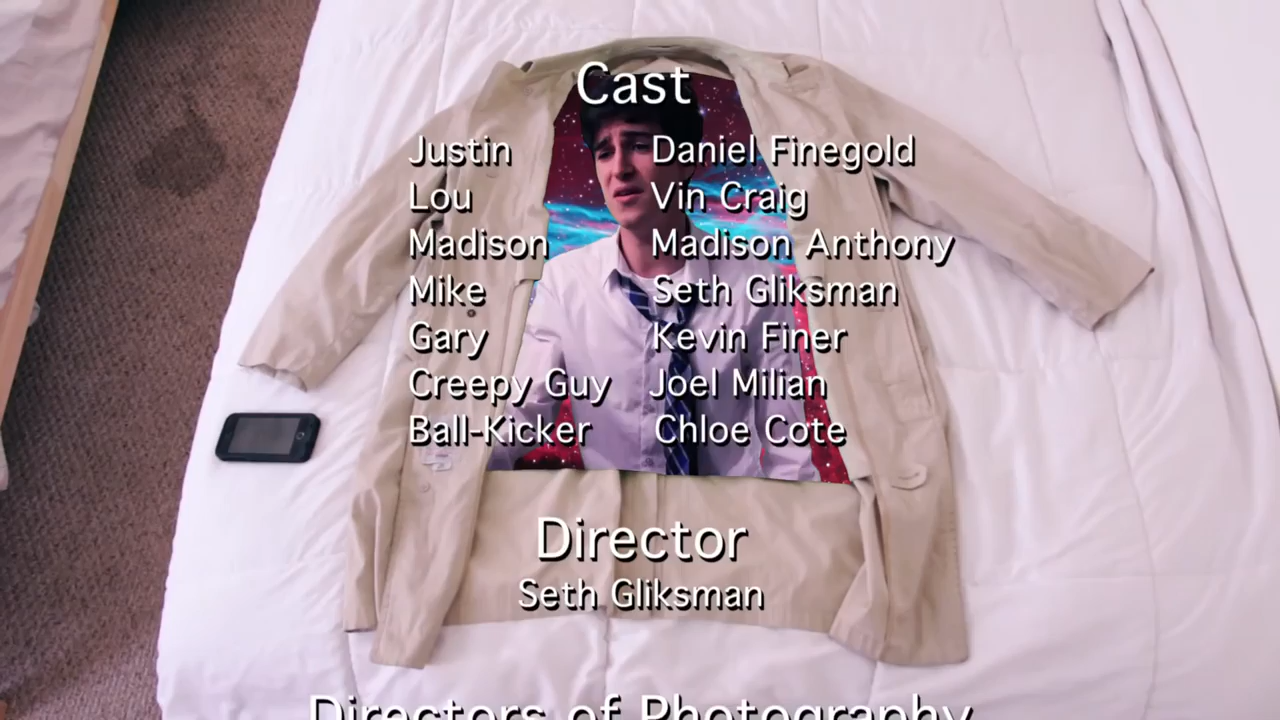 Cast
Justin Daniel Finegold
Lou Vin Craig
Madison Madison Anthony
Mike Seth Gliksman
Gary Kevin Finer
Creepy Guy Joel Milian
Ball-Kicker Chloe Cote
Director
Seth Gliksman
Directors of Photography